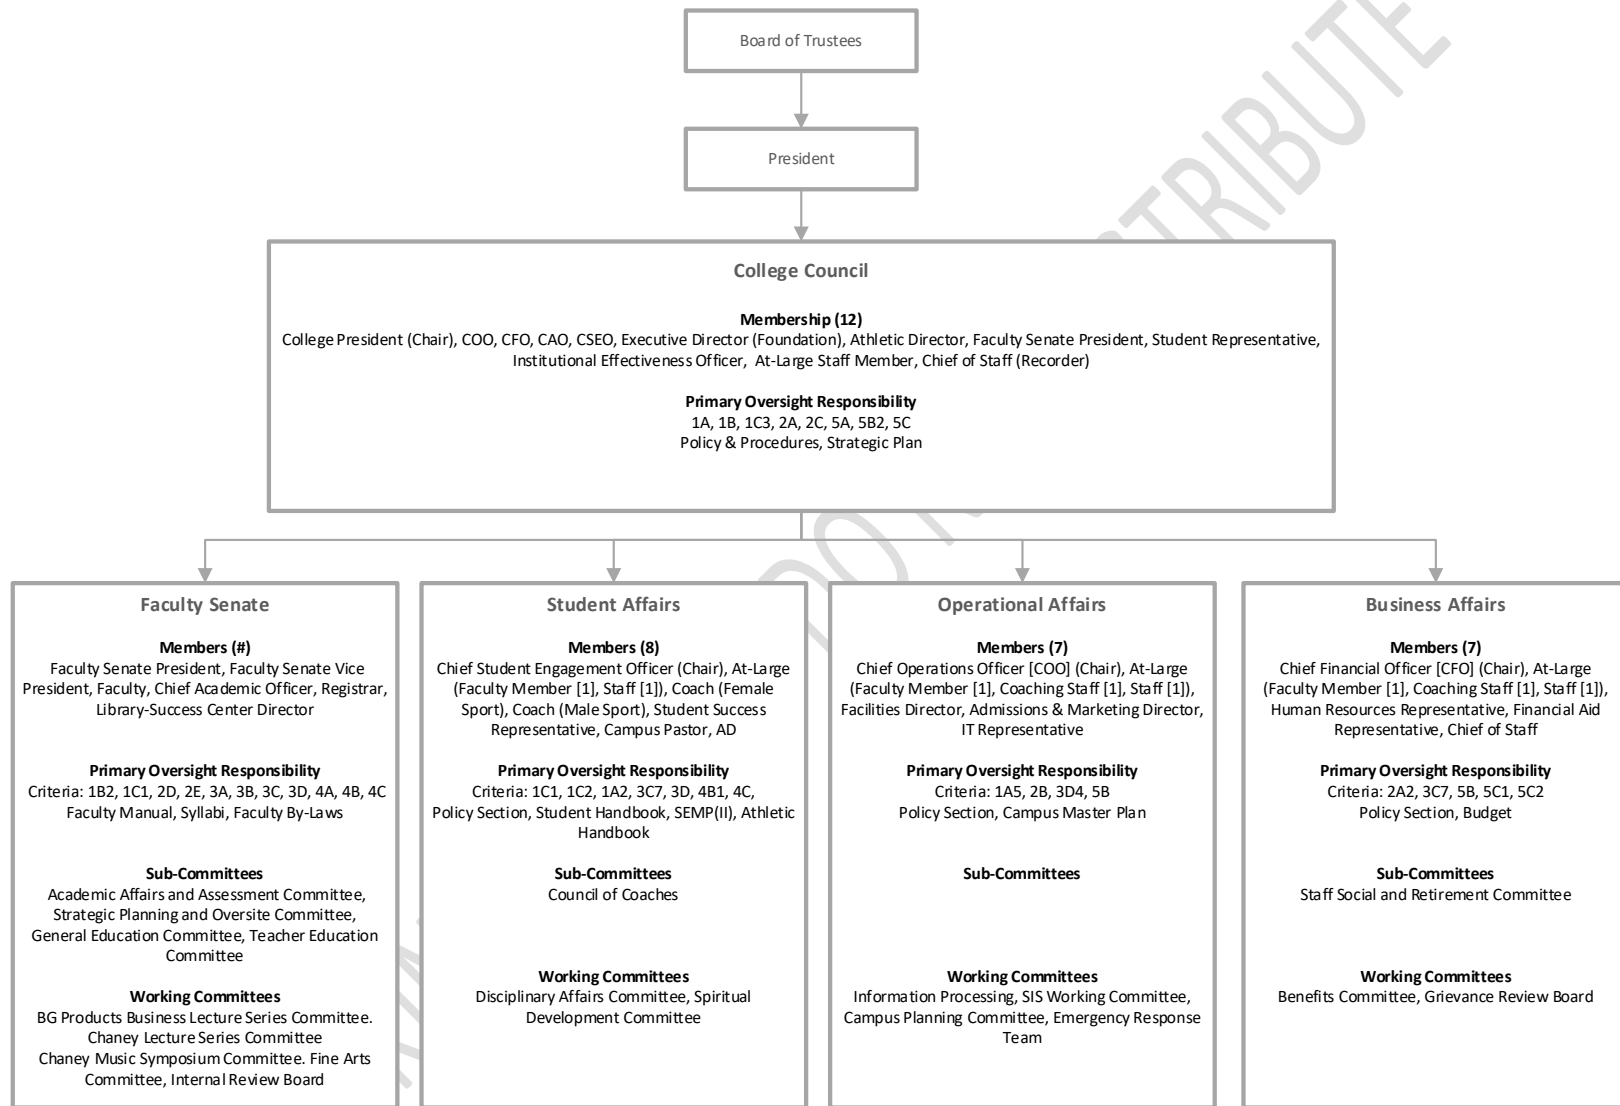 Board of Trustees
President
College Council
Membership (12)
College President (Chair), COO, CFO, CAO, CSEO, Executive Director (Foundation), Athletic Director, Faculty Senate President, Student Representative,
Institutional Effectiveness Officer, At-Large Staff Member, Chief of Staff (Recorder)
Primary Oversight Responsibility
1A, 1B, 1C3, 2A, 2C, 5A, 5B2, 5C
Policy & Procedures, Strategic Plan
Faculty Senate
Members (#)
Faculty Senate President, Faculty Senate Vice
President, Faculty, Chief Academic Officer, Registrar,
Library-Success Center Director
Primary Oversight Responsibility
Criteria: 1B2, 1C1, 2D, 2E, 3A, 3B, 3C, 3D, 4A, 4B, 4C
Faculty Manual, Syllabi, Faculty By-Laws
Sub-Committees
Academic Affairs and Assessment Committee,
Strategic Planning and Oversite Committee,
General Education Committee, Teacher Education
Committee
Working Committees
BG Products Business Lecture Series Committee.
Chaney Lecture Series Committee
Chaney Music Symposium Committee. Fine Arts
Committee, Internal Review Board
Student Affairs
Members (8)
Chief Student Engagement Officer (Chair), At-Large
(Faculty Member [1], Staff [1]), Coach (Female
Sport), Coach (Male Sport), Student Success
Representative, Campus Pastor, AD
Primary Oversight Responsibility
Criteria: 1C1, 1C2, 1A2, 3C7, 3D, 4B1, 4C,
Policy Section, Student Handbook, SEMP(II), Athletic
Handbook
Sub-Committees
Council of Coaches
Working Committees
Disciplinary Affairs Committee, Spiritual
Development Committee
Operational Affairs
Members (7)
Chief Operations Officer [COO] (Chair), At-Large
(Faculty Member [1], Coaching Staff [1], Staff [1]),
Facilities Director, Admissions & Marketing Director,
IT Representative
Primary Oversight Responsibility
Criteria: 1A5, 2B, 3D4, 5B
Policy Section, Campus Master Plan
Sub-Committees
Working Committees
Information Processing, SIS Working Committee,
Campus Planning Committee, Emergency Response
Team
Business Affairs
Members (7)
Chief Financial Officer [CFO] (Chair), At-Large
(Faculty Member [1], Coaching Staff [1], Staff [1]),
Human Resources Representative, Financial Aid
Representative, Chief of Staff
Primary Oversight Responsibility
Criteria: 2A2, 3C7, 5B, 5C1, 5C2
Policy Section, Budget
Sub-Committees
Staff Social and Retirement Committee
Working Committees
Benefits Committee, Grievance Review Board